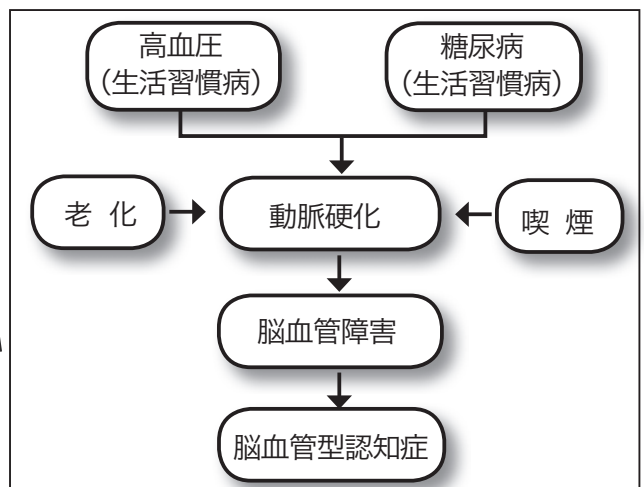 高血圧
（生活習慣病）
糖尿病
（生活習慣病）
老 化
動脈硬化
喫 煙
脳血管障害
脳血管型認知症